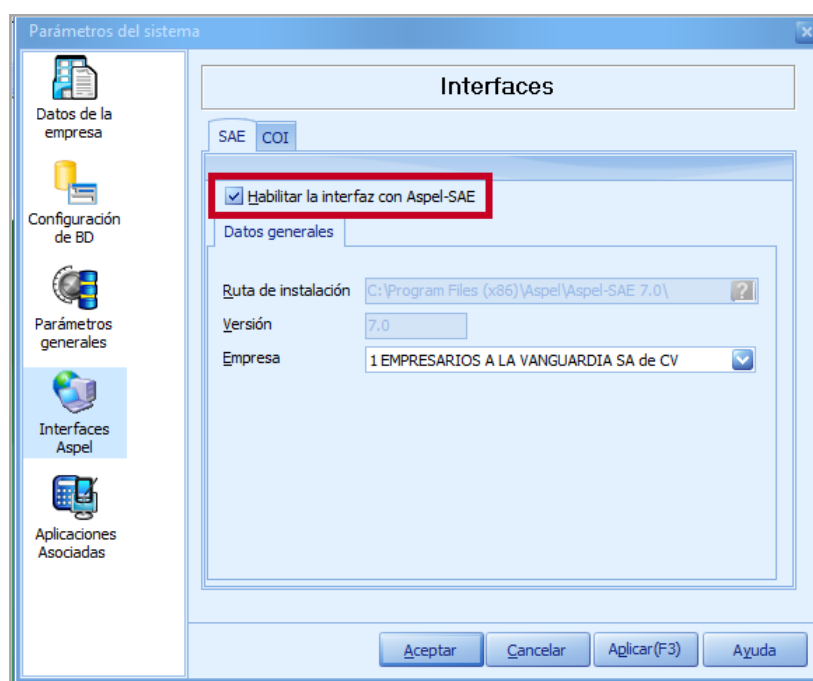 Parámetros del sistema
Interfaces
Datos de la
empresa
SAE COI
Habilitar la interfaz con Aspel-SAE
Configuración
de BD
Datos generales
Ruta de instalación C:\Program Files (x86)\Aspel\Aspel-SAE 7.0\
Parámetros
generales
Versión 7.0
Empresa 1 EMPRESARIOS A LA VANGUARDIA SA de CV
Interfaces
Aspel
Aplicaciones
Asociadas
Aceptar Cancelar Aplicar(F3) Ayuda